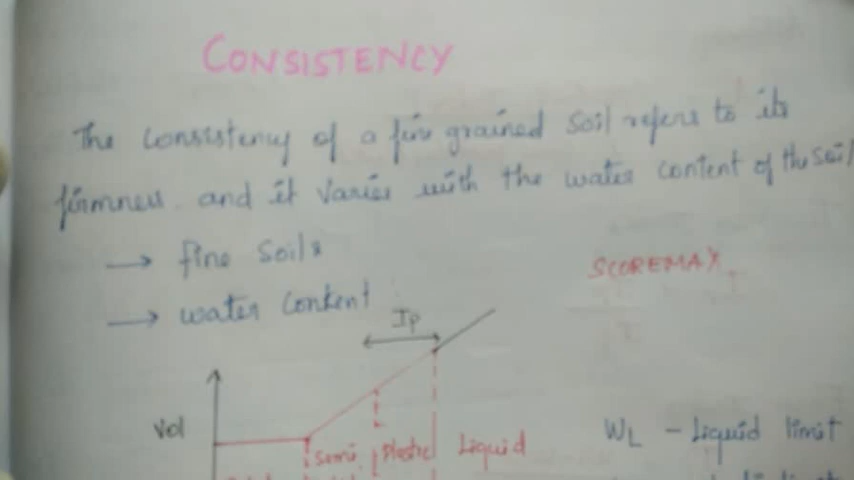 CONSISTENCY
The consistency of a fine grained soil refers to its
firmness and it varies with the water content of the soil
→ fine soils
SCOREMAX
→ water content
Ip
Vol
semi plastic Liquid
WL - Liquid limit